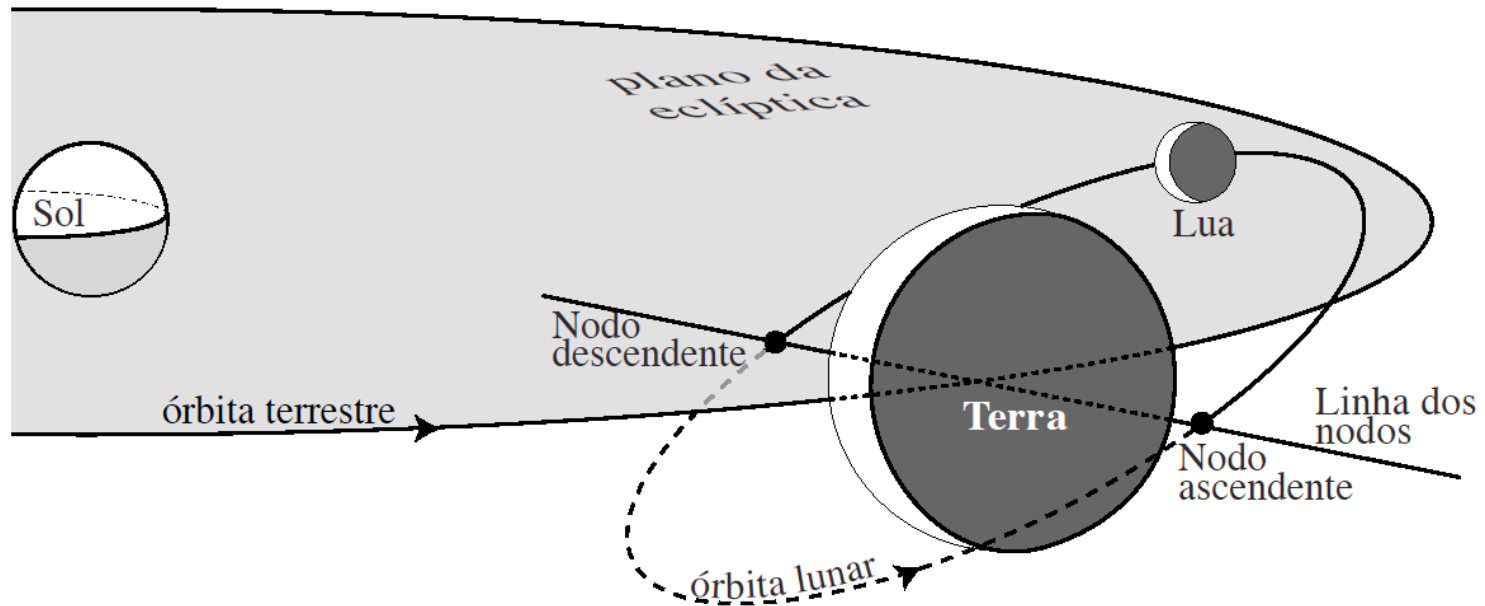 plano da
eclíptica
Sol
Lua
Nodo
descendente
órbita terrestre
Terra
Linha dos
nodos
Nodo
ascendente
órbita lunar